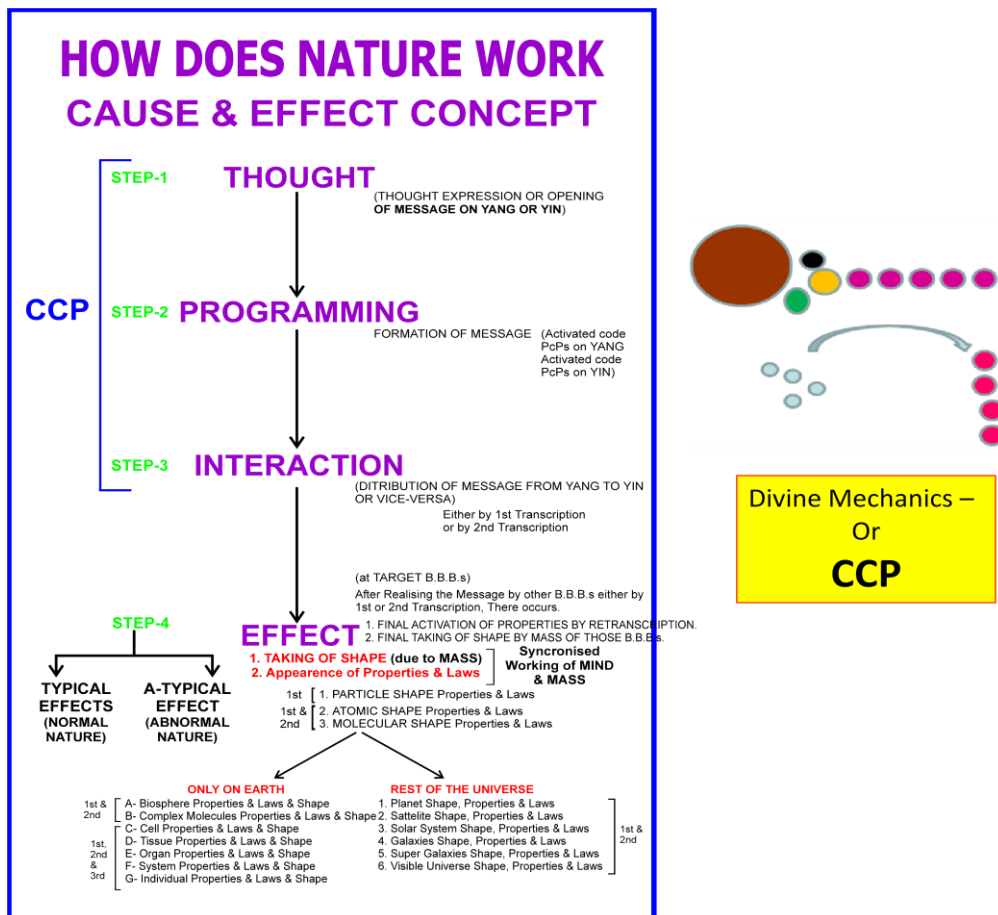 HOW DOES NATURE WORK
CAUSE & EFFECT CONCEPT
CCP
STEP-1
THOUGHT
(THOUGHT EXPRESSION OR OPENING
OF MESSAGE ON YANG OR YIN)
STEP-2
PROGRAMMING
FORMATION OF MESSAGE (Activated code
PcPs on YANG
Activated code
PcPs on YIN)
STEP-3
INTERACTION
(DITRIBUTION OF MESSAGE FROM YANG TO YIN
OR VICE-VERSA)
Either by 1st Transcription
or by 2nd Transcription
(at TARGET B.B.B.s)
After Realising the Message by other B.B.B.s either by
1st or 2nd Transcription, There occurs.
STEP-4
EFFECT
1. FINAL ACTIVATION OF PROPERTIES BY RETRANSCRIPTION.
2. FINAL TAKING OF SHAPE BY MASS OF THOSE B.B.B.s.
1. TAKING OF SHAPE (due to MASS)
2. Appearence of Properties & Laws
Syncronised
Working of MIND
& MASS
TYPICAL
EFFECTS
(NORMAL
NATURE)
A-TYPICAL
EFFECT
(ABNORMAL
NATURE)
1st
1. PARTICLE SHAPE Properties & Laws
1st &
2nd
2. ATOMIC SHAPE Properties & Laws
3. MOLECULAR SHAPE Properties & Laws
ONLY ON EARTH
1st &
2nd
A- Biosphere Properties & Laws & Shape
B- Complex Molecules Properties & Laws & Shape
1st,
2nd
&
3rd
C- Cell Properties & Laws & Shape
D- Tissue Properties & Laws & Shape
E- Organ Properties & Laws & Shape
F- System Properties & Laws & Shape
G- Individual Properties & Laws & Shape
REST OF THE UNIVERSE
1. Planet Shape, Properties & Laws
2. Sattelite Shape, Properties & Laws
3. Solar System Shape, Properties & Laws
4. Galaxies Shape, Properties & Laws
5. Super Galaxies Shape, Properties & Laws
6. Visible Universe Shape, Properties & Laws
1st &
2nd
Divine Mechanics –
Or
CCP